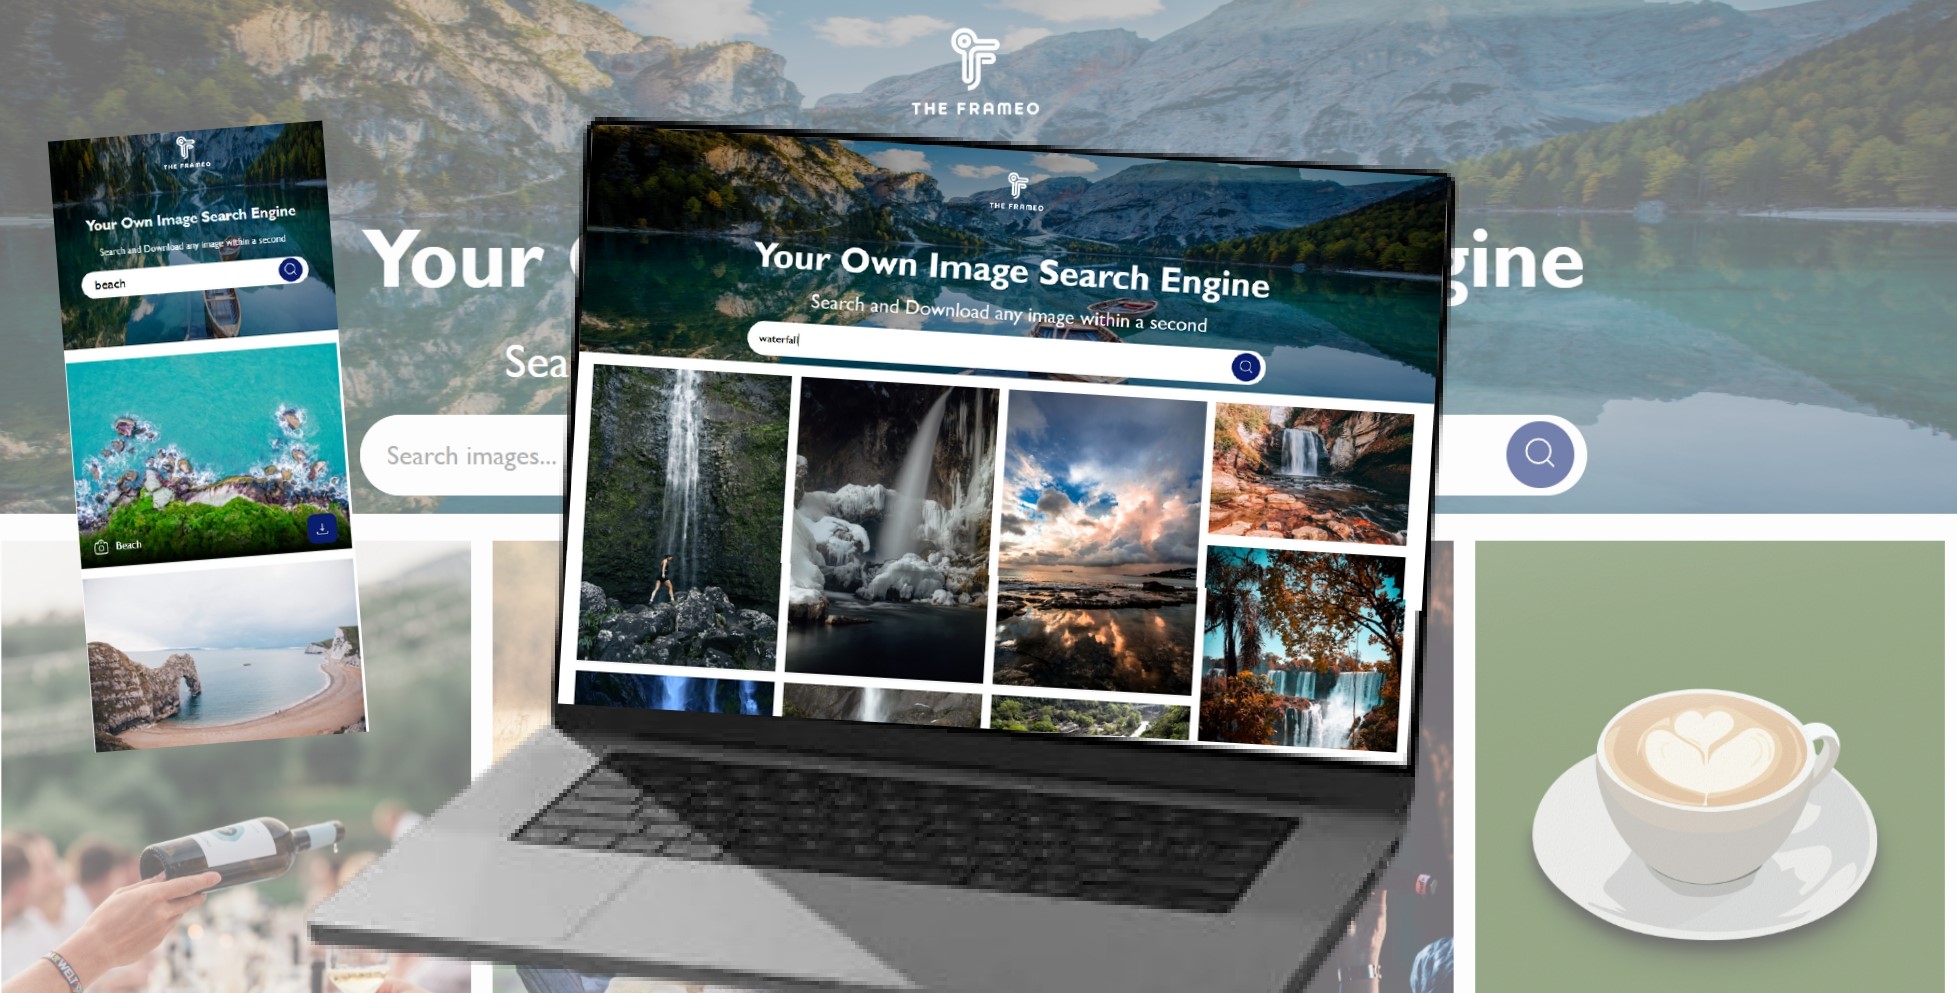 THE FRAMEO
THE FRAMEO
Your Own Image Search Engine
Search and Download any image within a second
beach
Beach
Your
gine
Sea
Search images...
THE FRAMEO
Your Own Image Search Engine
Search and Download any image within a second
waterfall